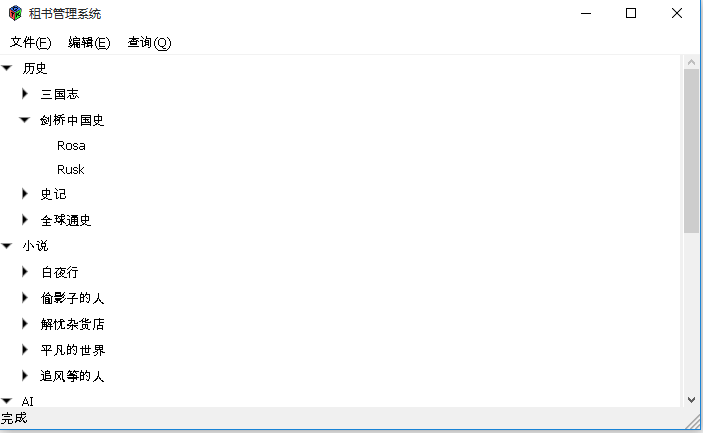 租书管理系统
文件(F) 编辑(E) 查询(Q)
历史
三国志
剑桥中国史
Rosa
Rusk
史记
全球通史
小说
白夜行
偷影子的人
解忧杂货店
平凡的世界
追风筝的人
AI
完成